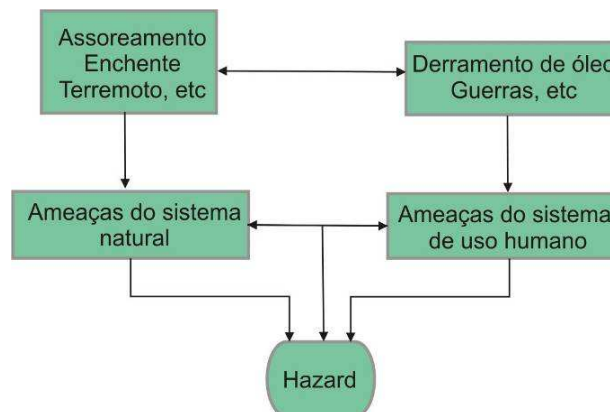 Assoreamento
Enchente
Terremoto, etc
Derramento de óleo
Guerras, etc
Ameaças do sistema
natural
Ameaças do sistema
de uso humano
Hazard